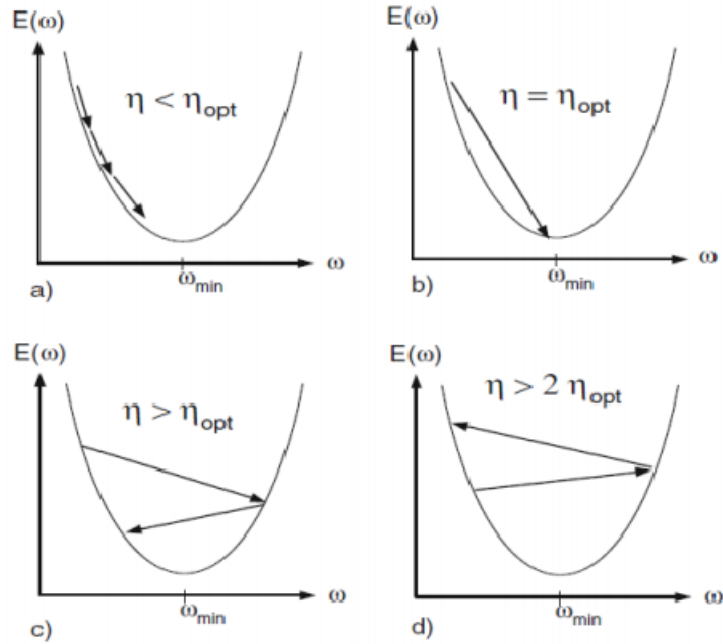 E(ω)
η < ηopt
ω
ωmin
a)
E(ω)
η = ηopt
ω
ωmin
b)
E(ω)
η > ηopt
ω
ωmin
c)
E(ω)
η > 2 ηopt
ω
ωmin
d)